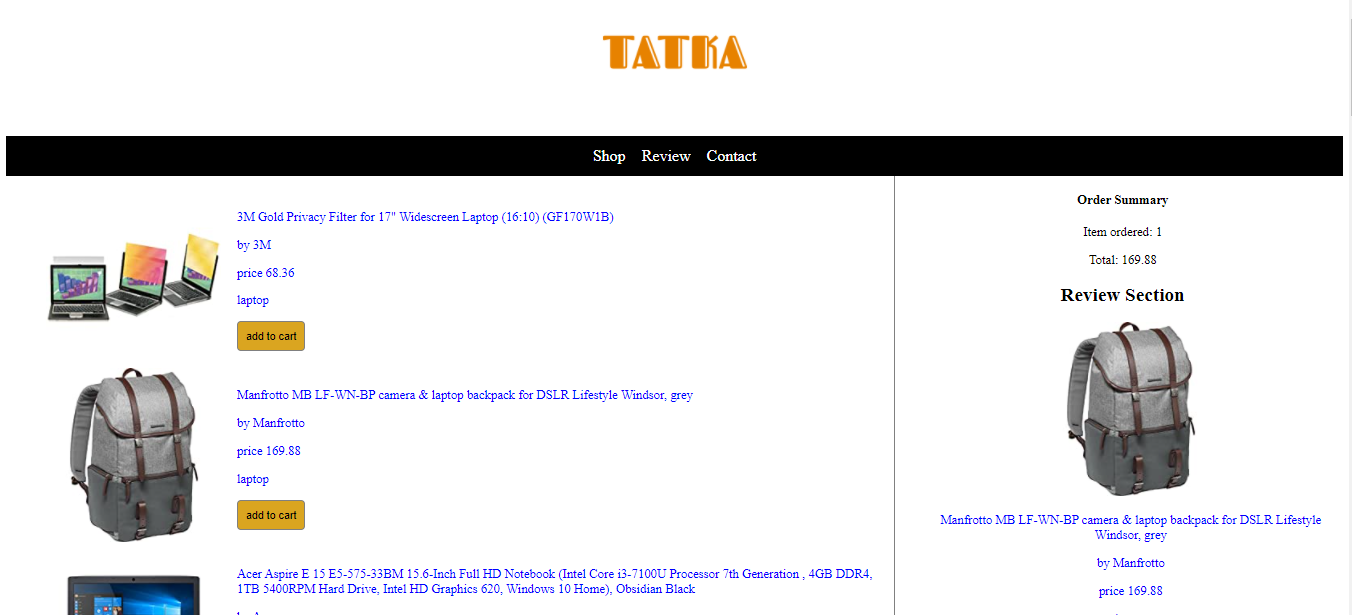 TATKA
Shop Review Contact
3M Gold Privacy Filter for 17" Widescreen Laptop (16:10) (GF170W1B)
by 3M
price 68.36
laptop
add to cart
Manfrotto MB LF-WN-BP camera & laptop backpack for DSLR Lifestyle Windsor, grey
by Manfrotto
price 169.88
laptop
add to cart
Acer Aspire E 15 E5-575-33BM 15.6-Inch Full HD Notebook (Intel Core i3-7100U Processor 7th Generation , 4GB DDR4,
1TB 5400RPM Hard Drive, Intel HD Graphics 620, Windows 10 Home), Obsidian Black
Order Summary
Item ordered: 1
Total: 169.88
Review Section
Manfrotto MB LF-WN-BP camera & laptop backpack for DSLR Lifestyle
Windsor, grey
by Manfrotto
price 169.88